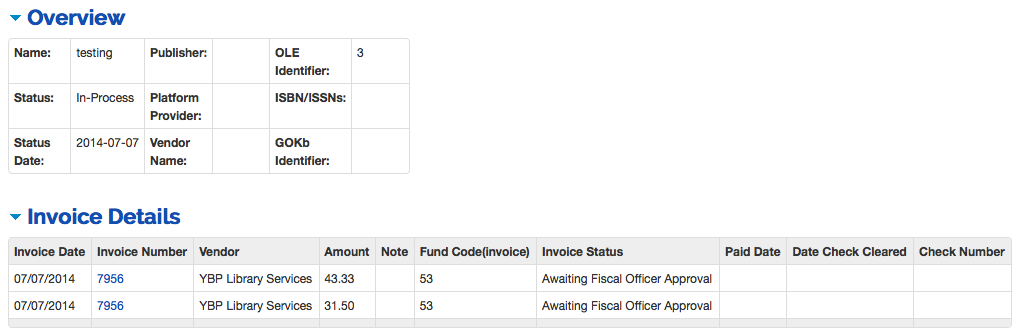 Overview
Name: testing Publisher: OLE Identifier: 3
Status: In-Process Platform Provider: ISBN/ISSNs:
Status Date: 2014-07-07 Vendor Name: GOKb Identifier:
Invoice Details
Invoice Date Invoice Number Vendor Amount Note Fund Code(invoice) Invoice Status Paid Date Date Check Cleared Check Number
07/07/2014 7956 YBP Library Services 43.33 53 Awaiting Fiscal Officer Approval
07/07/2014 7956 YBP Library Services 31.50 53 Awaiting Fiscal Officer Approval